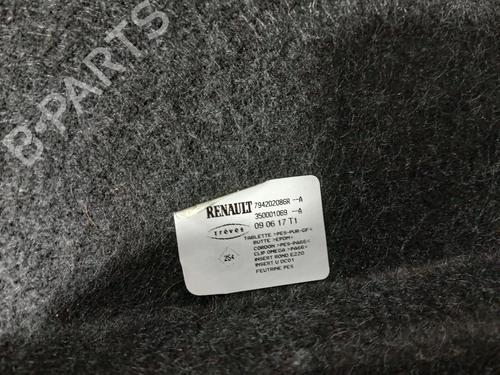 B-PARTS
RENAULT 794202086R --A
350001069 --A
trèves 09 06 17 T1
TABLETTE >PES-PUR-GF<
BUTTE >EPDM<
CORDON >PES-PA66<
CLIP OMEGA >PA66<
INSERT ROND E220
INSERT U DC01
FEUTRINE PES
254